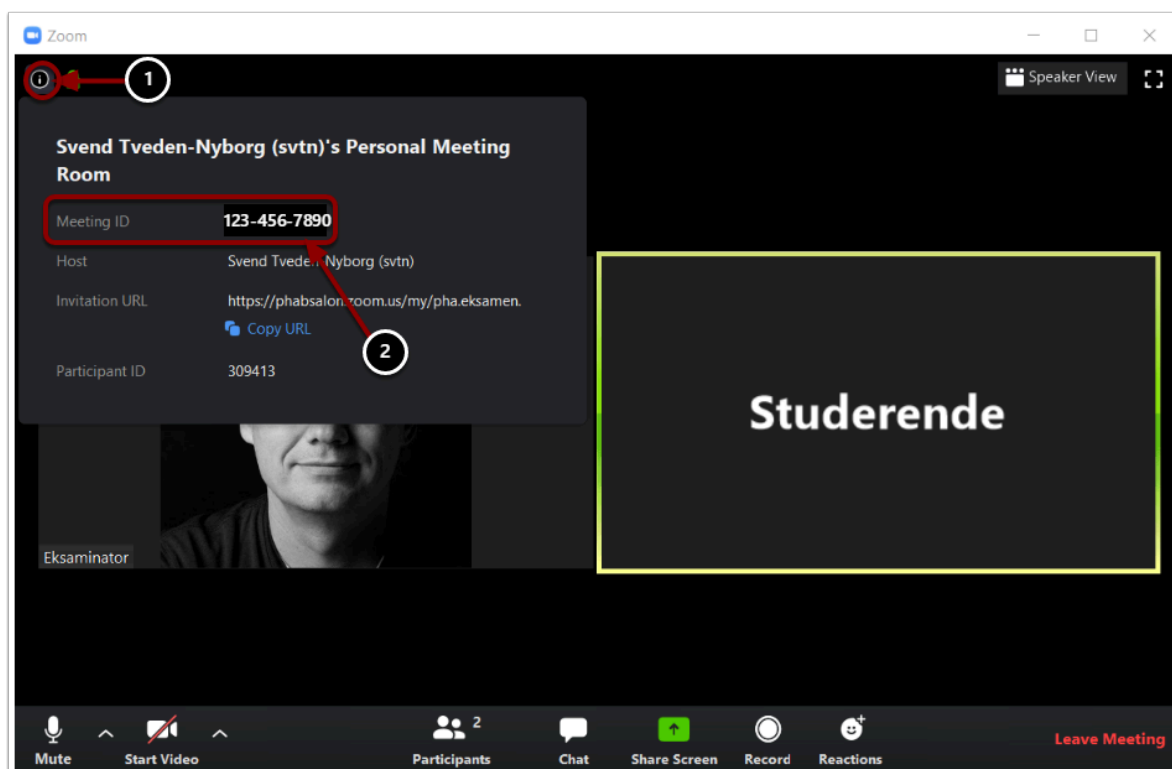 Zoom
1
Speaker View
Svend Tveden-Nyborg (svtn)'s Personal Meeting
Room
Meeting ID 123-456-7890
Host Svend Tveden-Nyborg (svtn)
Invitation URL https://phabsalon.zoom.us/my/pha.eksamen.
Copy URL
2
Participant ID 309413
Studerende
Eksaminator
2
Mute Start Video Participants Chat Share Screen Record Reactions Leave Meeting